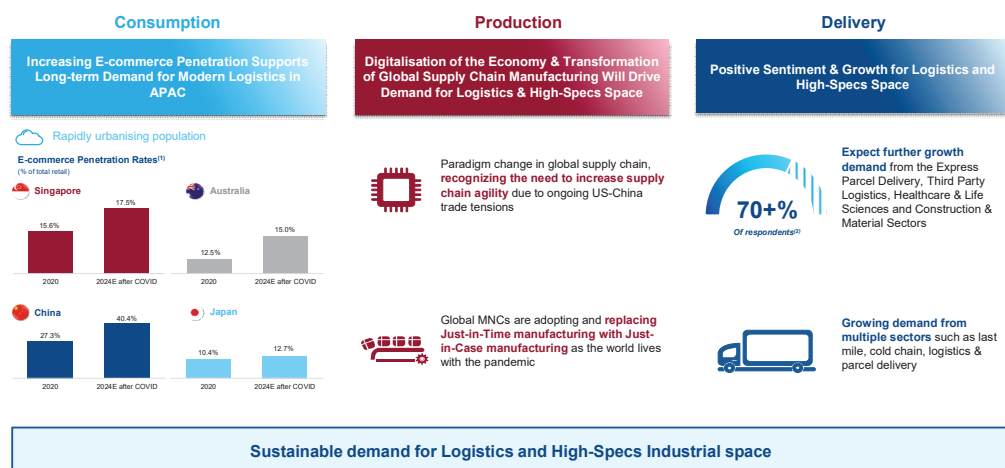 Consumption
Increasing E-commerce Penetration Supports
Long-term Demand for Modern Logistics in
APAC
Rapidly urbanising population
E-commerce Penetration Rates(1)
(% of total retail)
Singapore
15.6%
17.5%
2020
2024E after COVID
Australia
12.5%
15.0%
2020
2024E after COVID
China
27.3%
40.4%
2020
2024E after COVID
Japan
10.4%
12.7%
2020
2024E after COVID
Production
Digitalisation of the Economy & Transformation
of Global Supply Chain Manufacturing Will Drive
Demand for Logistics & High-Specs Space
Paradigm change in global supply chain,
recognizing the need to increase supply
chain agility due to ongoing US-China
trade tensions
Global MNCs are adopting and replacing
Just-in-Time manufacturing with Just-
in-Case manufacturing as the world lives
with the pandemic
Delivery
Positive Sentiment & Growth for Logistics and
High-Specs Space
70+%
Of respondents(2)
Expect further growth
demand from the Express
Parcel Delivery, Third Party
Logistics, Healthcare & Life
Sciences and Construction &
Material Sectors
Growing demand from
multiple sectors such as last
mile, cold chain, logistics &
parcel delivery
Sustainable demand for Logistics and High-Specs Industrial space